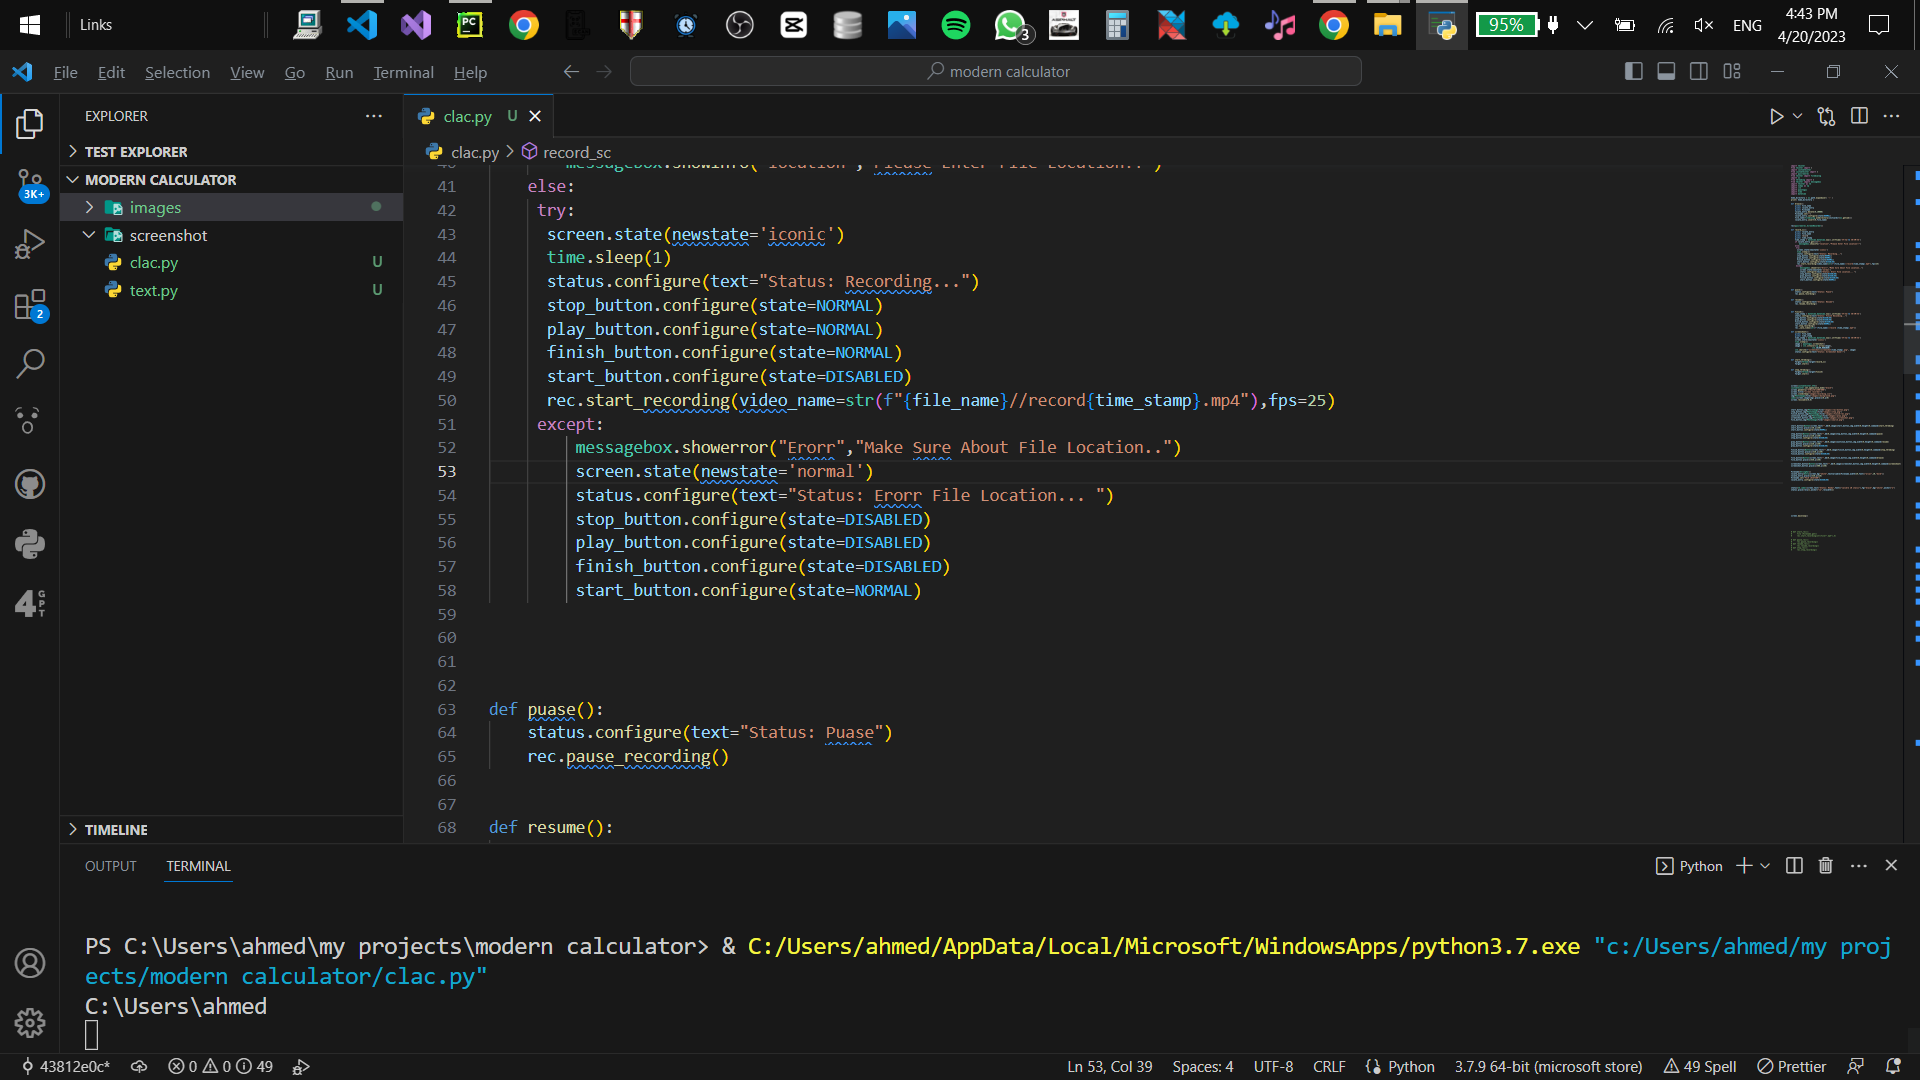 Links
PC
3
95%
ENG
4:43 PM
4/20/2023
File Edit Selection View Go Run Terminal Help
modern calculator
EXPLORER
clac.py U
TEST EXPLORER
clac.py > record_sc
MODERN CALCULATOR
3K+
images
screenshot
clac.py U
text.py U
2
4 GPT
41 else:
42 try:
43 screen.state(newstate='iconic')
44 time.sleep(1)
45 status.configure(text="Status: Recording...")
46 stop_button.configure(state=NORMAL)
47 play_button.configure(state=NORMAL)
48 finish_button.configure(state=NORMAL)
49 start_button.configure(state=DISABLED)
50 rec.start_recording(video_name=str(f"{file_name}//record{time_stamp}.mp4"),fps=25)
51 except:
52 messagebox.showerror("Erorr","Make Sure About File Location..")
53 screen.state(newstate='normal')
54 status.configure(text="Status: Erorr File Location... ")
55 stop_button.configure(state=DISABLED)
56 play_button.configure(state=DISABLED)
57 finish_button.configure(state=DISABLED)
58 start_button.configure(state=NORMAL)
59
60
61
62
63 def puase():
64 status.configure(text="Status: Puase")
65 rec.pause_recording()
66
67
68 def resume():
TIMELINE
OUTPUT TERMINAL
Python
PS C:\Users\ahmed\my projects\modern calculator> & C:/Users/ahmed/AppData/Local/Microsoft/WindowsApps/python3.7.exe "c:/Users/ahmed/my proj
ects/modern calculator/clac.py"
C:\Users\ahmed
43812e0c* 0 0 49
Ln 53, Col 39 Spaces: 4 UTF-8 CRLF Python 3.7.9 64-bit (microsoft store) 49 Spell Prettier